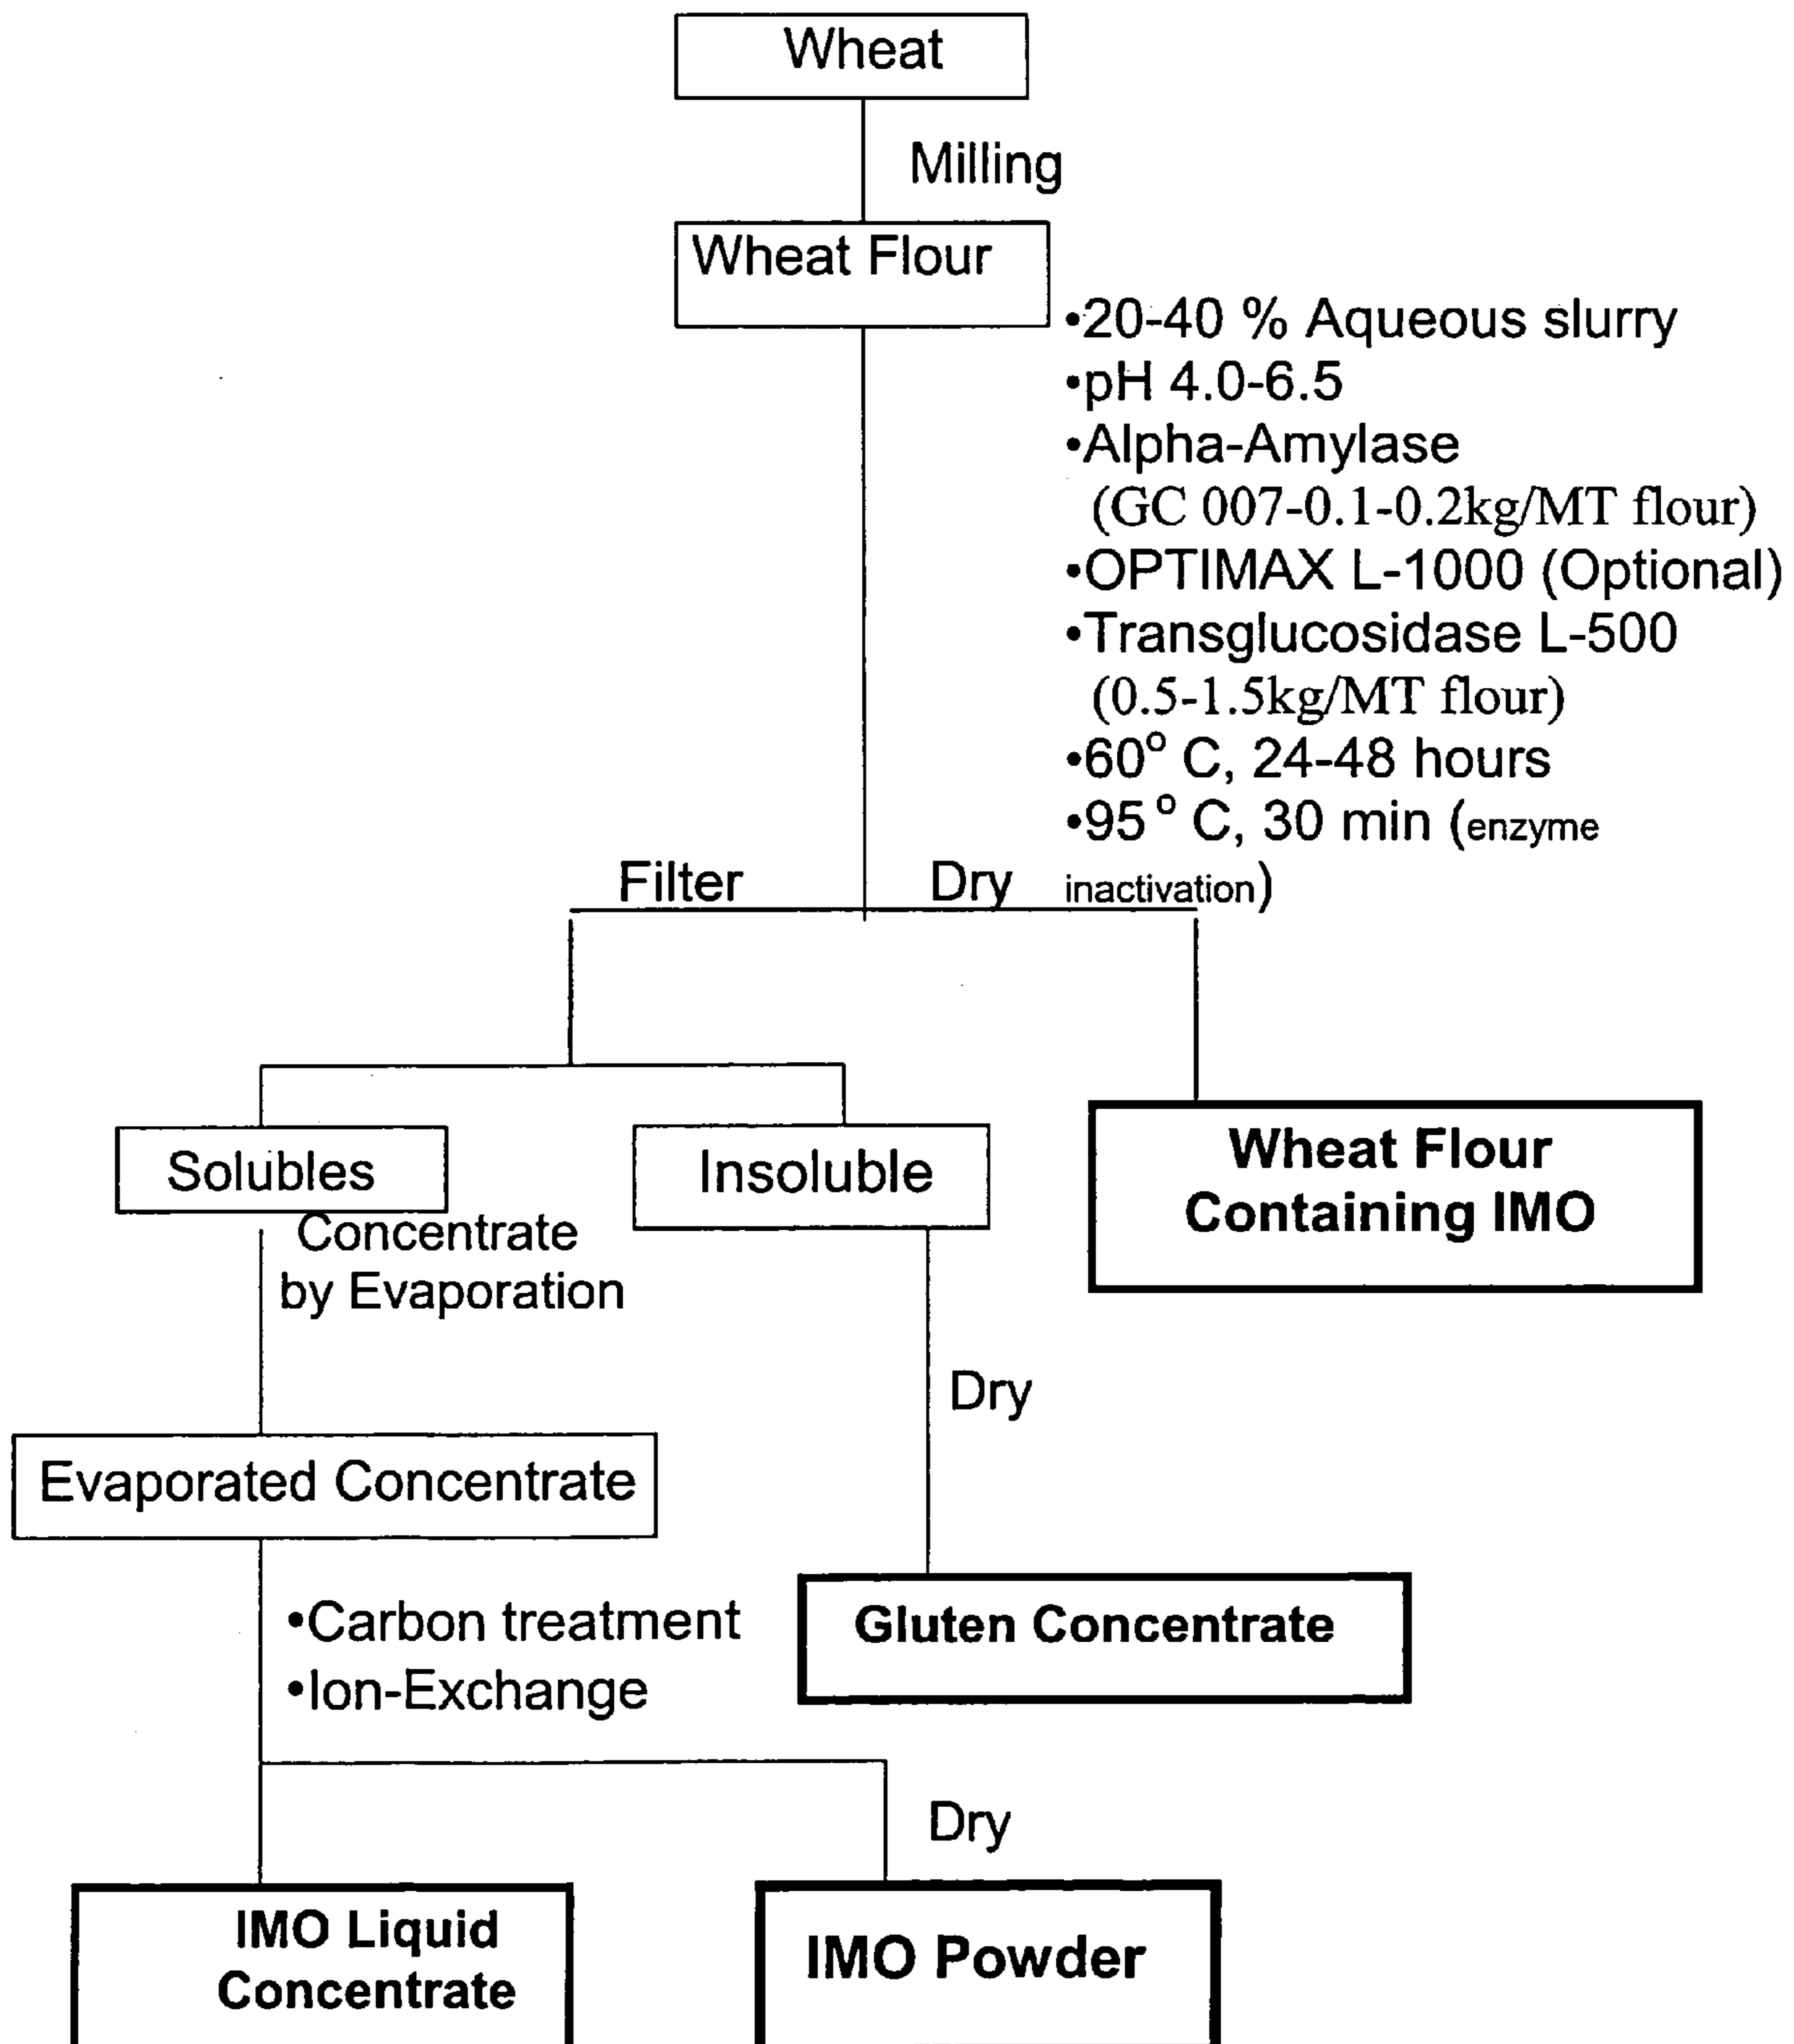 Wheat
Milling
Wheat Flour
•20-40 % Aqueous slurry
•pH 4.0-6.5
•Alpha-Amylase
(GC 007-0.1-0.2kg/MT flour)
•OPTIMAX L-1000 (Optional)
•Transglucosidase L-500
(0.5-1.5kg/MT flour)
•60° C, 24-48 hours
•95° C, 30 min (enzyme
inactivation)
Filter
Dry
Solubles
Insoluble
Wheat Flour
Containing IMO
Concentrate
by Evaporation
Dry
Evaporated Concentrate
•Carbon treatment
•Ion-Exchange
Gluten Concentrate
Dry
IMO Liquid
Concentrate
IMO Powder